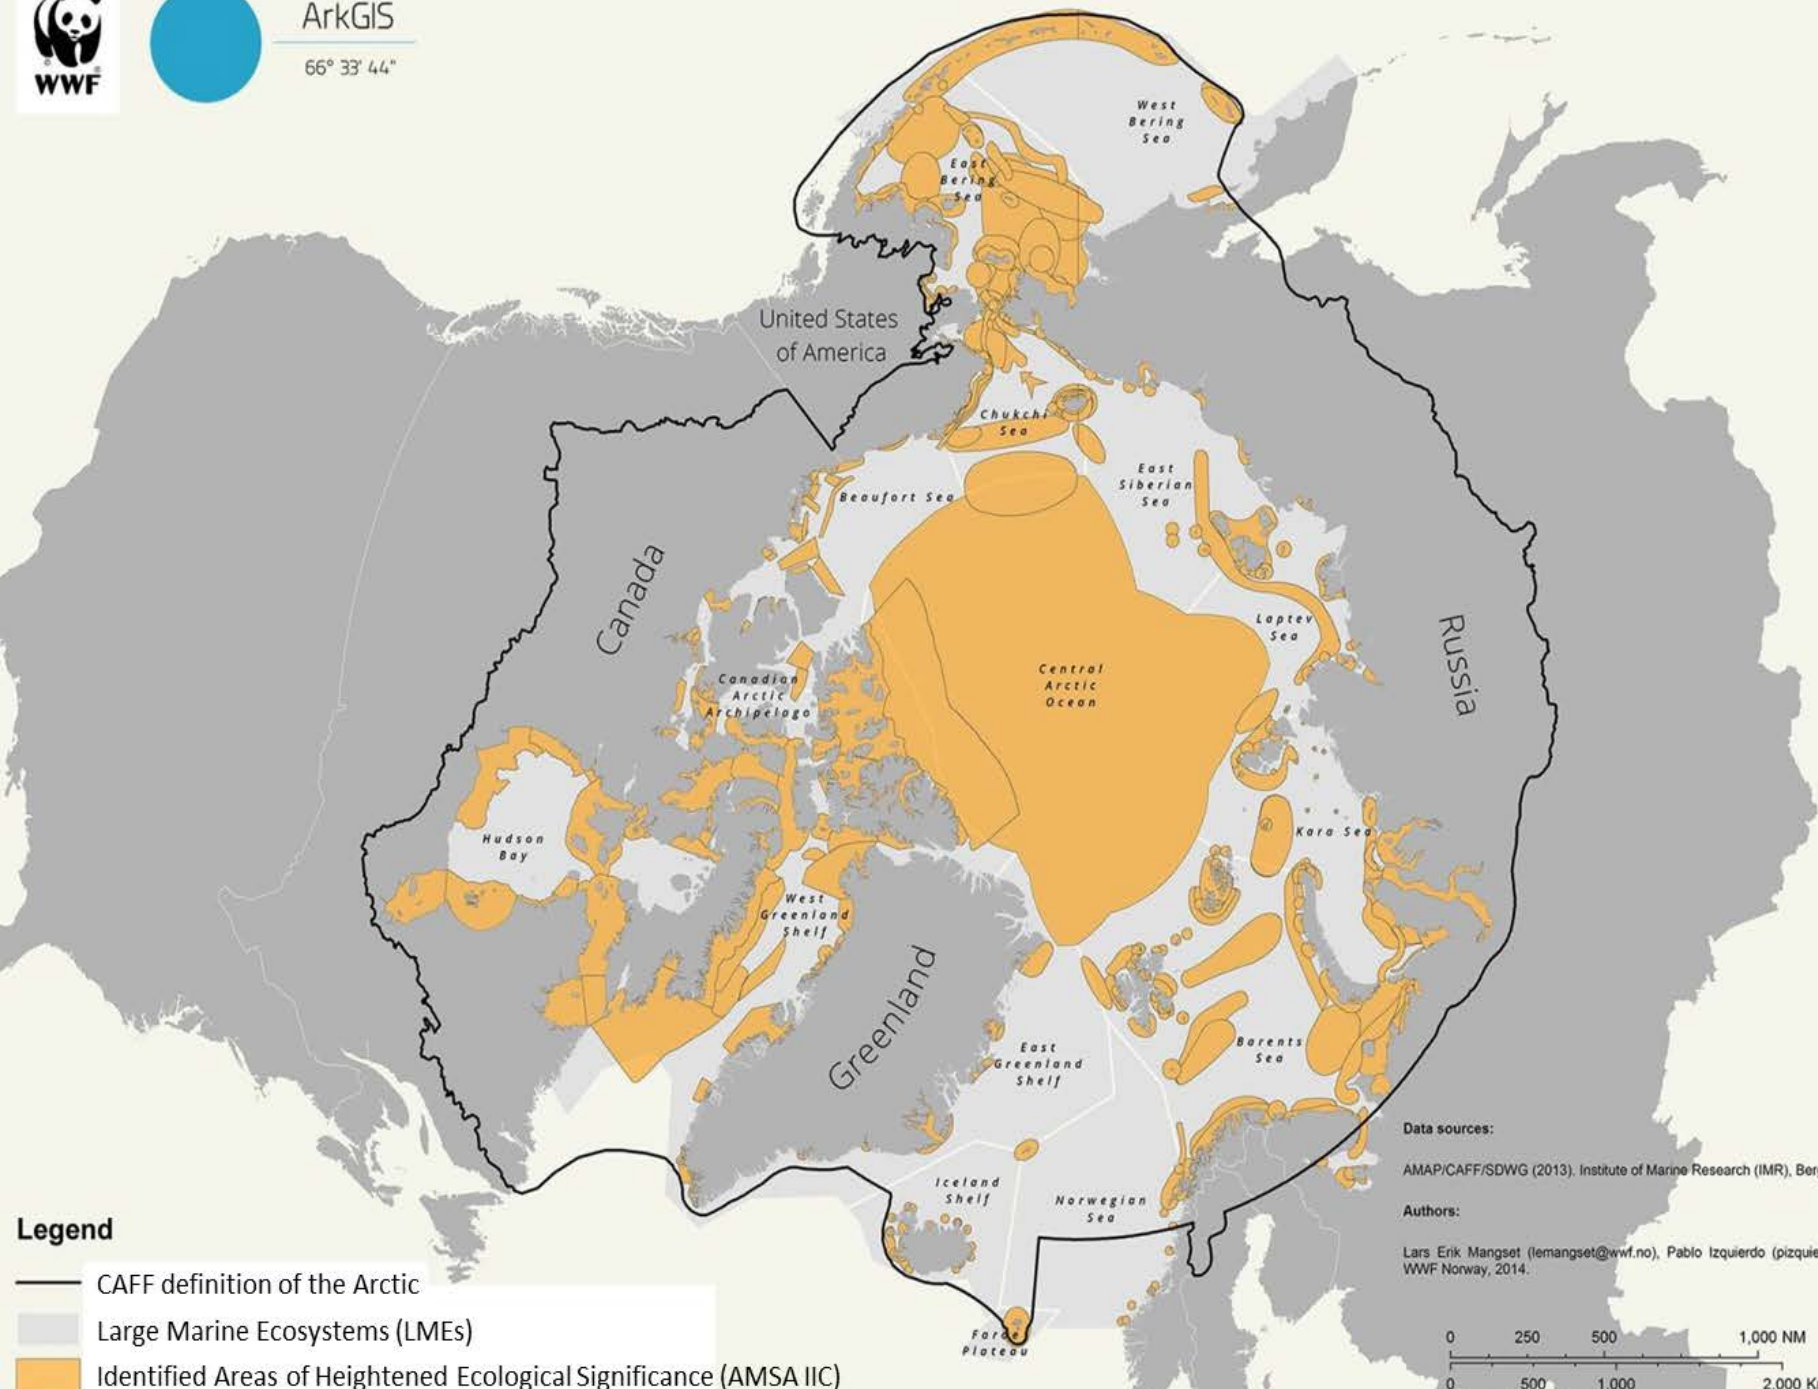 WWF
ArkGIS
66° 33' 44"
West
Bering
Sea
East
Bering
Sea
United States
of America
Chukchi
Sea
Beaufort Sea
East
Siberian
Sea
Canada
Laptev
Sea
Russia
Central
Arctic
Ocean
Canadian
Arctic
Archipelago
Hudson
Bay
Kara Sea
West
Greenland
Shelf
Greenland
East
Greenland
Shelf
Barents
Sea
Iceland
Shelf
Norwegian
Sea
Faroe
Plateau
Data sources:
AMAP/CAFF/SDWG (2013). Institute of Marine Research (IMR), Ber
Authors:
Lars Erik Mangset (lemangset@wwf.no), Pablo Izquierdo (pizquie
WWF Norway, 2014.
Legend
CAFF definition of the Arctic
Large Marine Ecosystems (LMEs)
Identified Areas of Heightened Ecological Significance (AMSA IIC)
0 250 500 1,000 NM
0 500 1,000 2,000 K